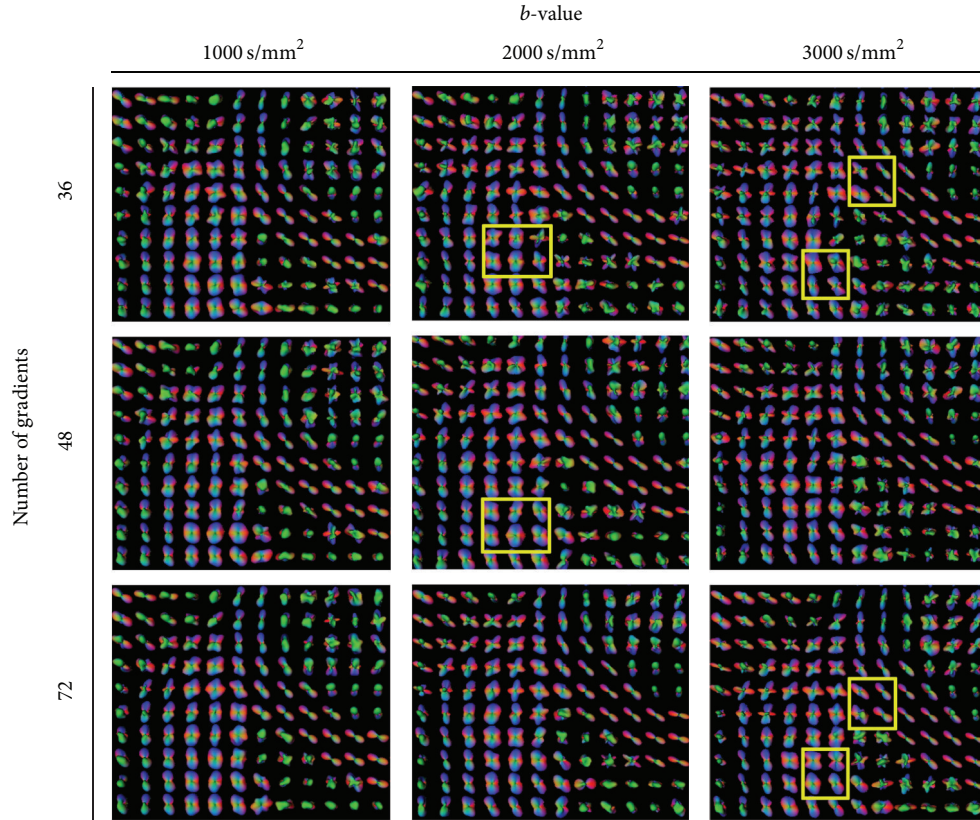 b-value
1000 s/mm²
2000 s/mm²
3000 s/mm²
Number of gradients
36
48
72